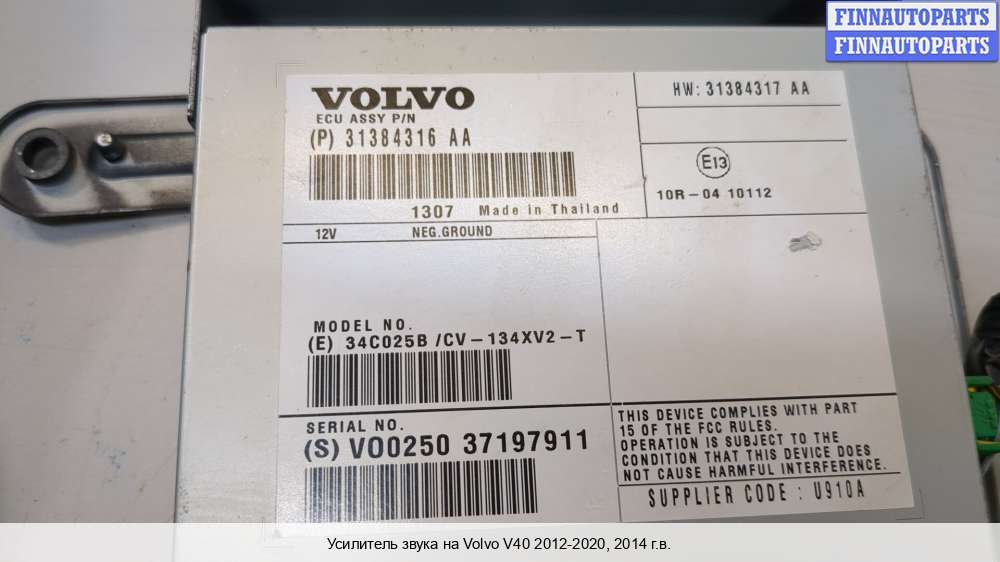 FINNAUTOPARTS
FINNAUTOPARTS
VOLVO
ECU ASSY P/N
(P) 31384316 AA
1307 Made in Thailand
HW: 31384317 AA
E13
10R-04 10112
12V NEG.GROUND
MODEL NO.
(E) 34C025B /CV-134XV2-T
SERIAL NO.
(S) VO0250 37197911
THIS DEVICE COMPLIES WITH PART
15 OF THE FCC RULES.
OPERATION IS SUBJECT TO THE
CONDITION THAT THIS DEVICE DOES
NOT CAUSE HARMFUL INTERFERENCE.
SUPPLIER CODE : U910A
Усилитель звука на Volvo V40 2012-2020, 2014 г.в.